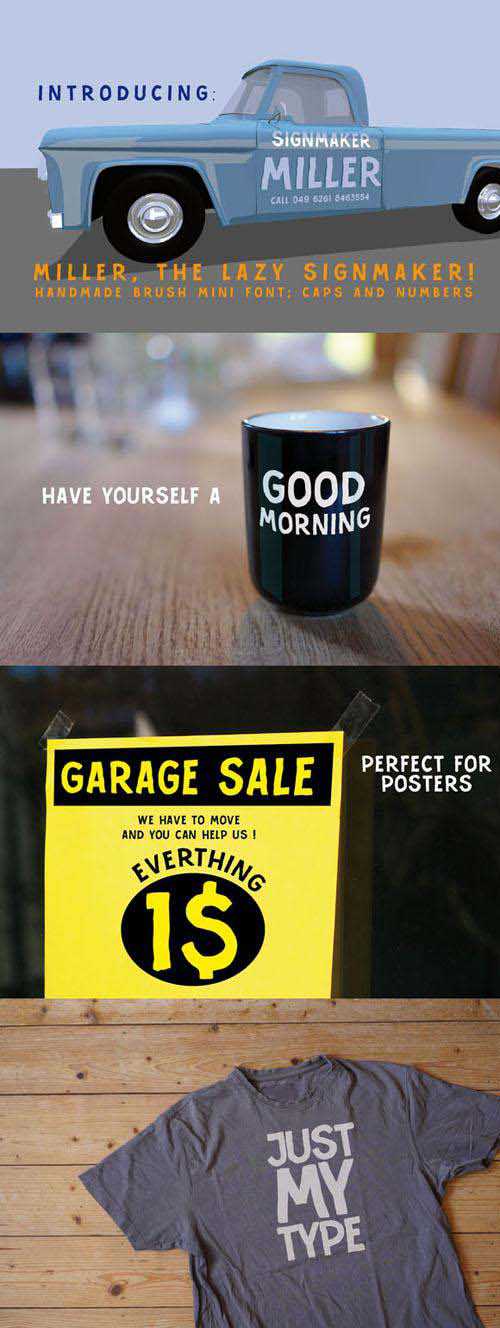 INTRODUCING:
SIGNMAKER
MILLER
CALL 049 6261 8463554
MILLER, THE LAZY SIGNMAKER!
HANDMADE BRUSH MINI FONT; CAPS AND NUMBERS
HAVE YOURSELF A
GOOD
MORNING
GARAGE SALE
WE HAVE TO MOVE
AND YOU CAN HELP US !
EVERTHING
1$
PERFECT FOR
POSTERS
JUST
MY
TYPE